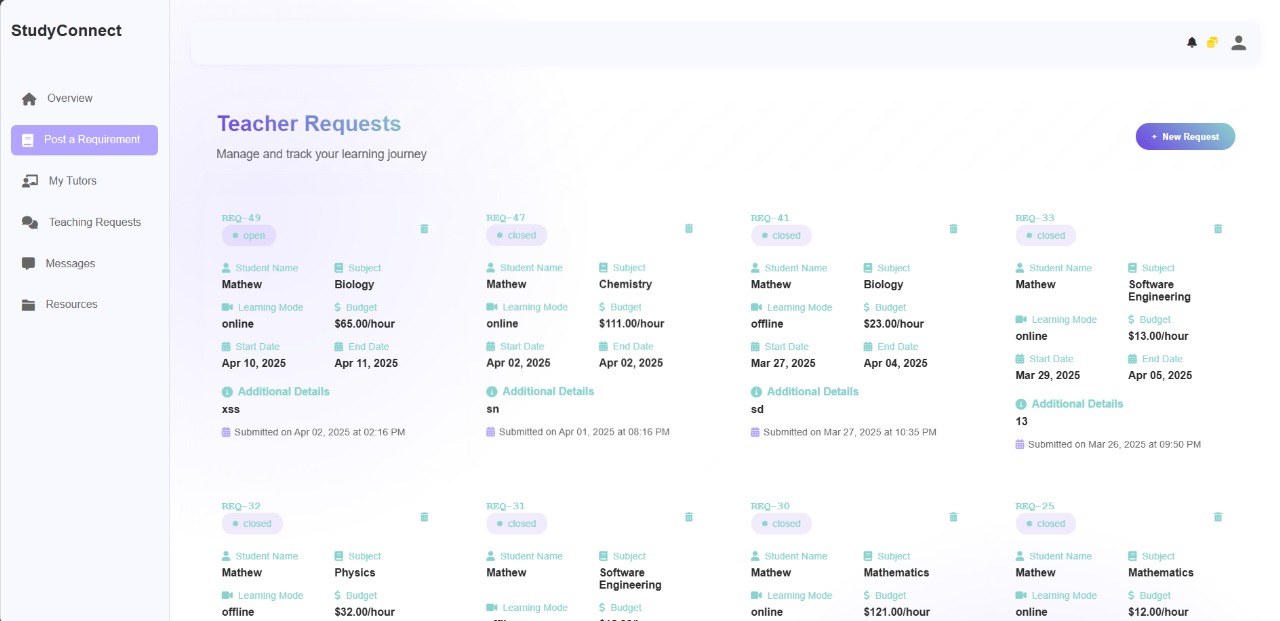 StudyConnect
Overview
Post a Requirement
My Tutors
Teaching Requests
Messages
Resources
Teacher Requests
Manage and track your learning journey
+ New Request
REQ-49
open
Student Name Subject
Mathew Biology
Learning Mode Budget
online $65.00/hour
Start Date End Date
Apr 10, 2025 Apr 11, 2025
Additional Details
xss
Submitted on Apr 02, 2025 at 02:16 PM
REQ-47
closed
Student Name Subject
Mathew Chemistry
Learning Mode Budget
online $111.00/hour
Start Date End Date
Apr 02, 2025 Apr 02, 2025
Additional Details
sn
Submitted on Apr 01, 2025 at 08:16 PM
REQ-41
closed
Student Name Subject
Mathew Biology
Learning Mode Budget
offline $23.00/hour
Start Date End Date
Mar 27, 2025 Apr 04, 2025
Additional Details
sd
Submitted on Mar 27, 2025 at 10:35 PM
REQ-33
closed
Student Name Subject
Mathew Software
Engineering
Learning Mode Budget
online $13.00/hour
Start Date End Date
Mar 29, 2025 Apr 05, 2025
Additional Details
13
Submitted on Mar 26, 2025 at 09:50 PM
REQ-32
closed
Student Name Subject
Mathew Physics
Learning Mode Budget
offline $32.00/hour
REQ-31
closed
Student Name Subject
Mathew Software
Engineering
Learning Mode Budget
REQ-30
closed
Student Name Subject
Mathew Mathematics
Learning Mode Budget
online $121.00/hour
REQ-25
closed
Student Name Subject
Mathew Mathematics
Learning Mode Budget
online $12.00/hour